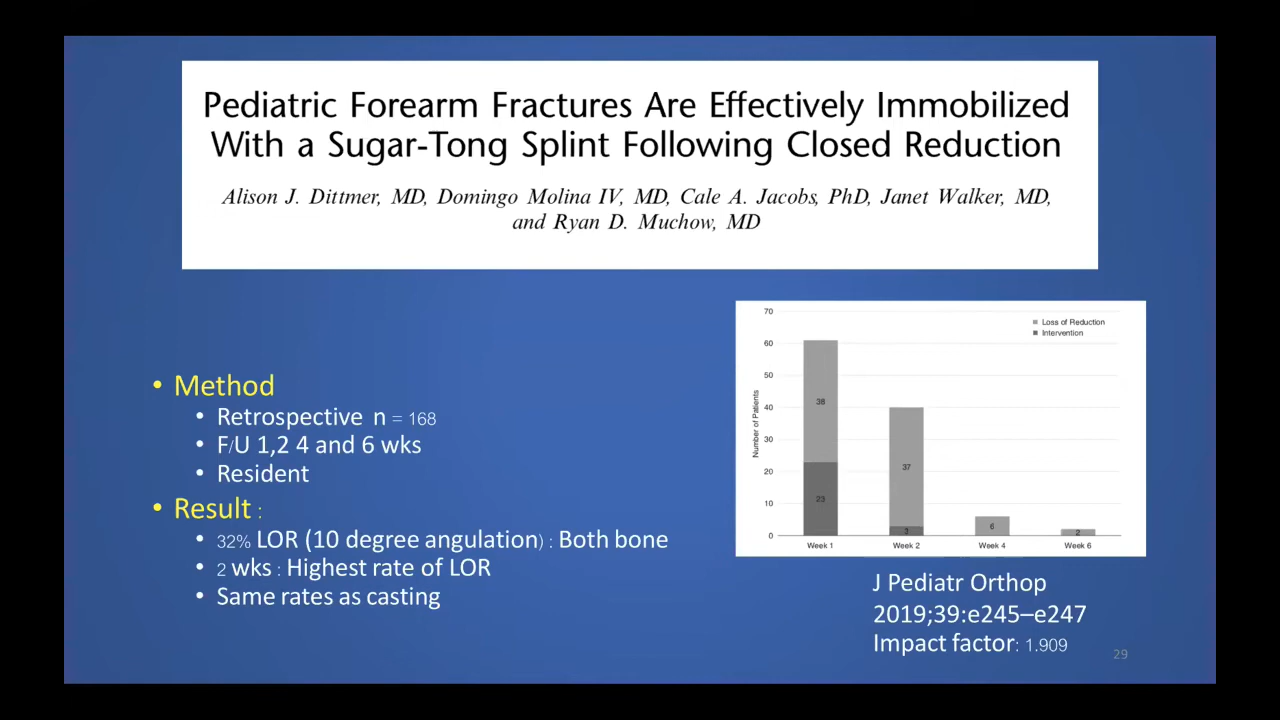 Pediatric Forearm Fractures Are Effectively Immobilized
With a Sugar-Tong Splint Following Closed Reduction
Alison J. Dittmer, MD, Domingo Molina IV, MD, Cale A. Jacobs, PhD, Janet Walker, MD,
and Ryan D. Muchow, MD
• Method
• Retrospective n = 168
• F/U 1,2 4 and 6 wks
• Resident
• Result :
• 32% LOR (10 degree angulation) : Both bone
• 2 wks : Highest rate of LOR
• Same rates as casting
Number of Patients
70
60
50
40
30
20
10
0
Loss of Reduction
Intervention
38
23
37
3
6
2
Week 1 Week 2 Week 4 Week 6
J Pediatr Orthop
2019;39:e245–e247
Impact factor: 1.909
29